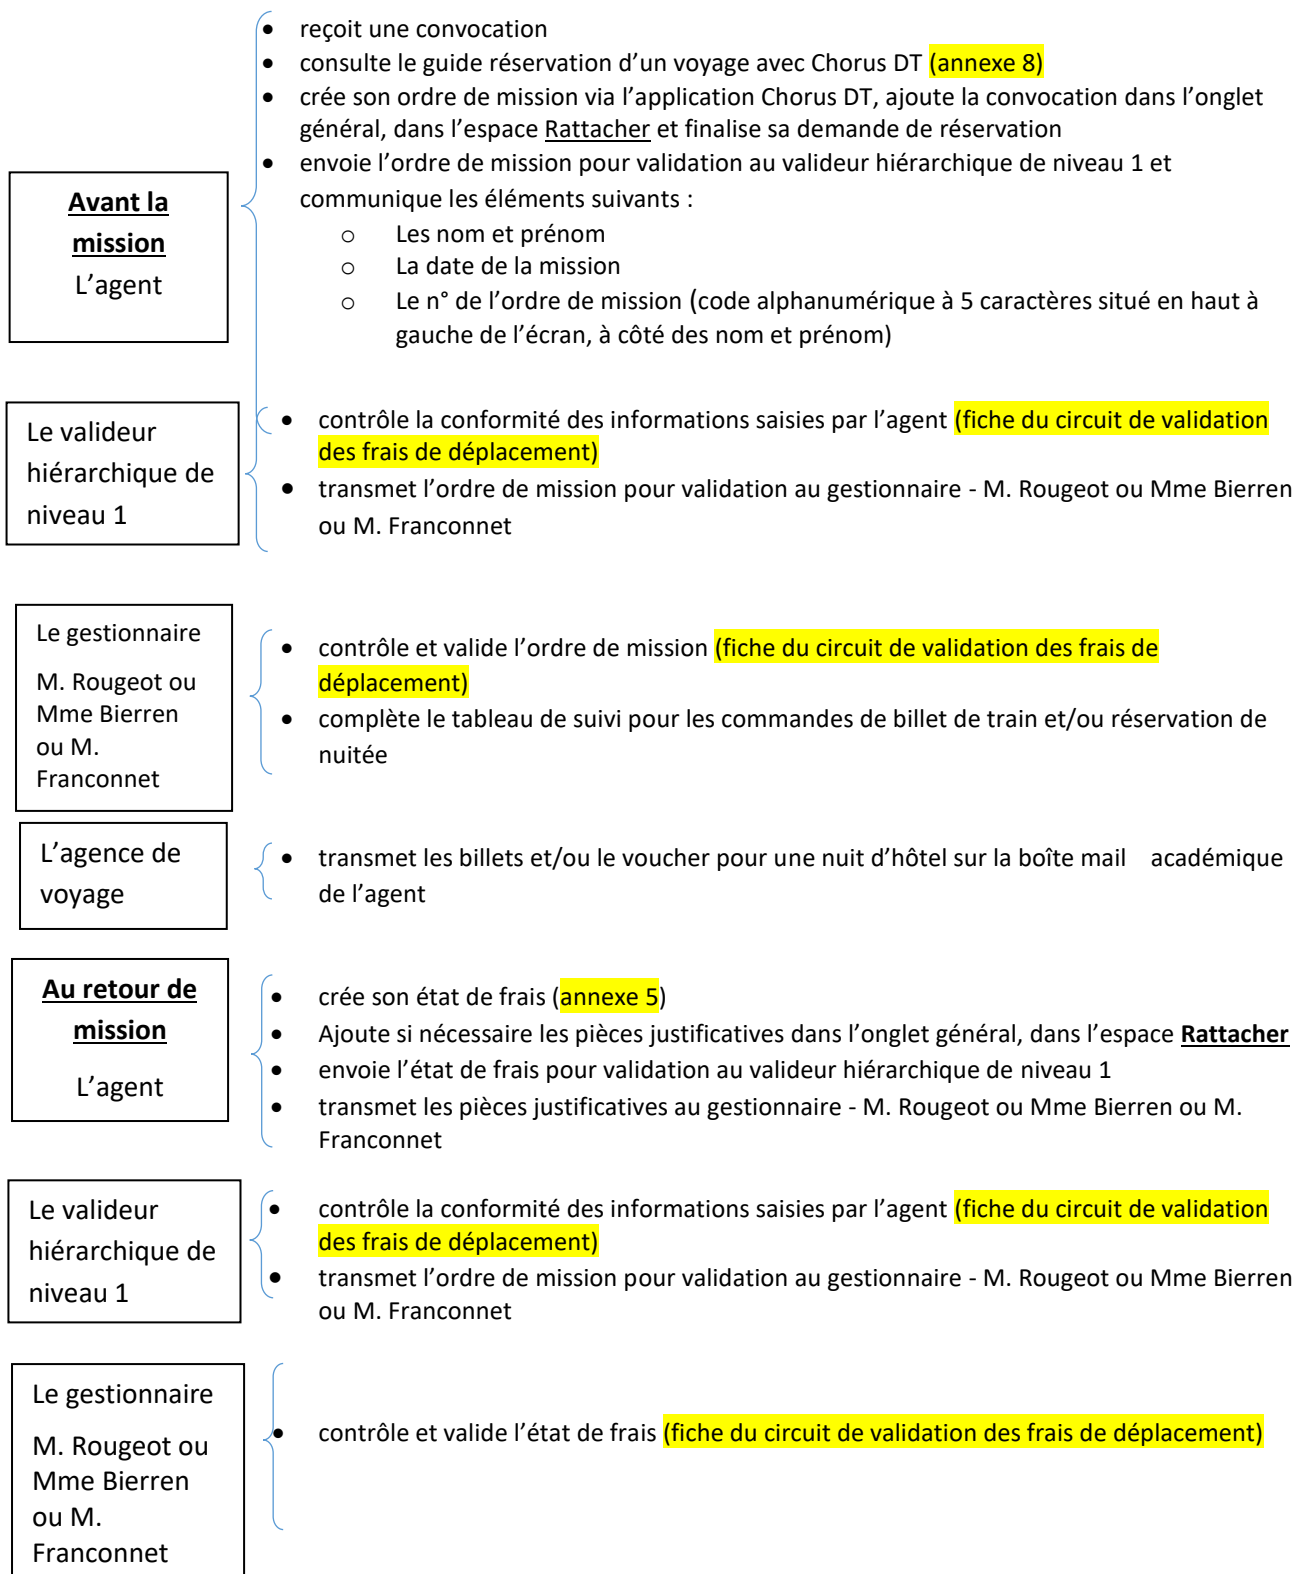 Avant la
mission
L’agent
• reçoit une convocation
• consulte le guide réservation d’un voyage avec Chorus DT (annexe 8)
• crée son ordre de mission via l’application Chorus DT, ajoute la convocation dans l’onglet
général, dans l’espace Rattacher et finalise sa demande de réservation
• envoie l’ordre de mission pour validation au valideur hiérarchique de niveau 1 et
communique les éléments suivants :
o Les nom et prénom
o La date de la mission
o Le n° de l’ordre de mission (code alphanumérique à 5 caractères situé en haut à
gauche de l’écran, à côté des nom et prénom)
Le valideur
hiérarchique de
niveau 1
• contrôle la conformité des informations saisies par l’agent (fiche du circuit de validation
des frais de déplacement)
• transmet l’ordre de mission pour validation au gestionnaire - M. Rougeot ou Mme Bierren
ou M. Franconnet
Le gestionnaire
M. Rougeot ou
Mme Bierren
ou M.
Franconnet
• contrôle et valide l’ordre de mission (fiche du circuit de validation des frais de
déplacement)
• complète le tableau de suivi pour les commandes de billet de train et/ou réservation de
nuitée
L’agence de
voyage
• transmet les billets et/ou le voucher pour une nuit d’hôtel sur la boîte mail académique
de l’agent
Au retour de
mission
L’agent
• crée son état de frais (annexe 5)
• Ajoute si nécessaire les pièces justificatives dans l’onglet général, dans l’espace Rattacher
• envoie l’état de frais pour validation au valideur hiérarchique de niveau 1
• transmet les pièces justificatives au gestionnaire - M. Rougeot ou Mme Bierren ou M.
Franconnet
Le valideur
hiérarchique de
niveau 1
• contrôle la conformité des informations saisies par l’agent (fiche du circuit de validation
des frais de déplacement)
• transmet l’ordre de mission pour validation au gestionnaire - M. Rougeot ou Mme Bierren
ou M. Franconnet
Le gestionnaire
M. Rougeot ou
Mme Bierren
ou M.
Franconnet
• contrôle et valide l’état de frais (fiche du circuit de validation des frais de déplacement)